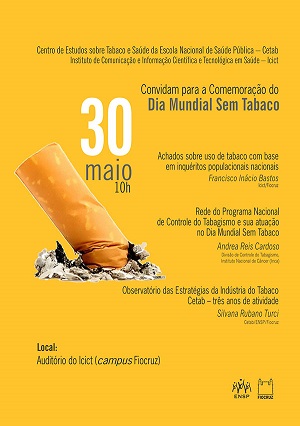 Centro de Estudos sobre Tabaco e Saúde da Escola Nacional de Saúde Pública – Cetab
Instituto de Comunicação e Informação Científica e Tecnológica em Saúde – Icict
Convidam para a Comemoração do
Dia Mundial Sem Tabaco
30
maio
10h
Achados sobre uso de tabaco com base
em inquéritos populacionais nacionais
Francisco Inácio Bastos
Icict/Fiocruz
Rede do Programa Nacional
de Controle do Tabagismo e sua atuação
no Dia Mundial Sem Tabaco
Andrea Reis Cardoso
Divisão de Controle do Tabagismo,
Instituto Nacional do Câncer (Inca)
Observatório das Estratégias da Indústria do Tabaco
Cetab – três anos de atividade
Silvana Rubano Turci
Cetab/ENSP/Fiocruz
Local:
Auditório do Icict (campus Fiocruz)
ENSP
FIOCRUZ